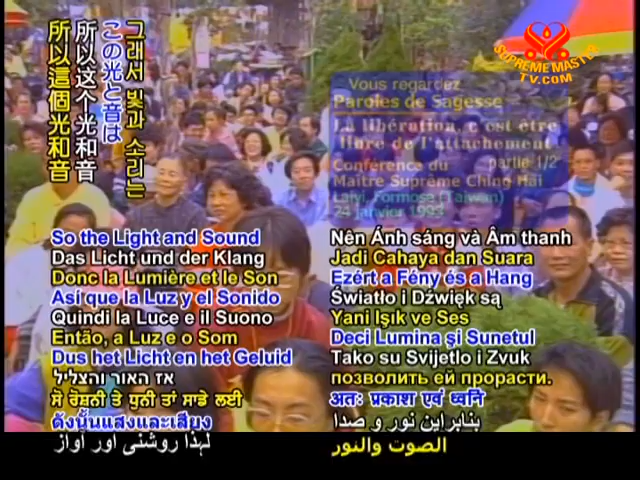 SUPREME MASTER
TV.COM
그래서 빛과 소리는
この光と音は
所以这个光和音
所以這個光和音
Vous regardez
Paroles de Sagesse
La libération, c'est être
libre de l'attachement
partie 1/2
Conférence du
Maître Suprême Ching Hai
Laiyi, Formose (Taiwan)
24 janvier 1993
So the Light and Sound
Das Licht und der Klang
Donc la Lumière et le Son
Así que la Luz y el Sonido
Quindi la Luce e il Suono
Então, a Luz e o Som
Dus het Licht en het Geluid
אז האור והצליל
ਸੋ ਰੋਸ਼ਨੀ ਤੇ ਧੁਨੀ ਤਾਂ ਸਾਡੇ ਲਈ
ดังนั้นแสงและเสียง
لہذا روشنی اور آواز
Nên Ánh sáng và Âm thanh
Jadi Cahaya dan Suara
Ezért a Fény és a Hang
Światło i Dźwięk są
Yani Işık ve Ses
Deci Lumina şi Sunetul
Tako su Svijetlo i Zvuk
позволить ей прорасти.
अतः प्रकाश एवं ध्वनि
بنابراین نور و صدا
الصوت والنور